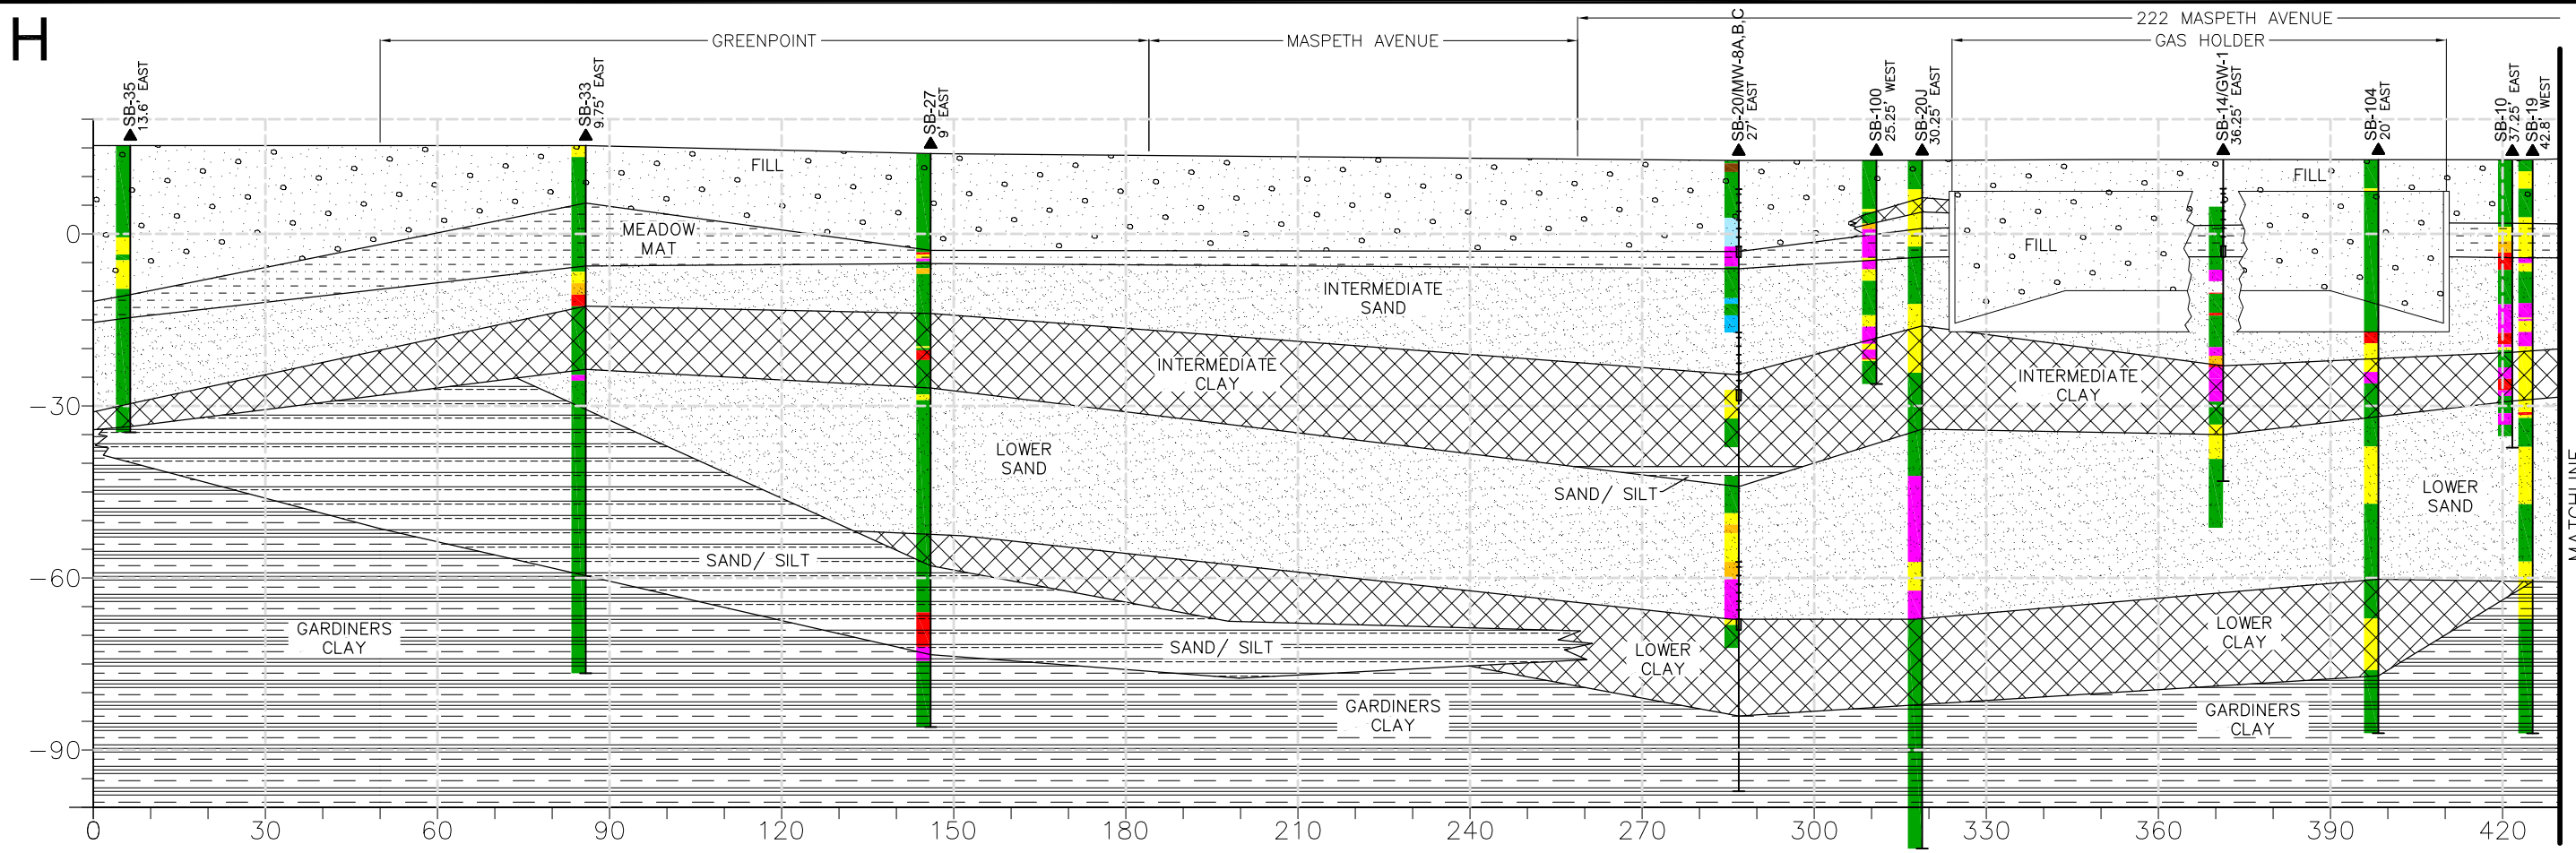 H
222 MASPETH AVENUE
GREENPOINT
MASPETH AVENUE
GAS HOLDER
SB-35
13.6' EAST
SB-33
9.75' EAST
SB-27
9' EAST
SB-20/MW-8A,B,C
27' EAST
SB-100
25.25' WEST
SB-20J
30.25' EAST
SB-14/GW-1
36.25' EAST
SB-104
20' EAST
SB-10
37.25' EAST
SB-19
42.8' WEST
FILL
FILL
MEADOW
MAT
FILL
INTERMEDIATE
SAND
INTERMEDIATE
CLAY
INTERMEDIATE
CLAY
LOWER
SAND
SAND/ SILT
LOWER
SAND
MATCHLINE
SAND/ SILT
GARDINERS
CLAY
SAND/ SILT
LOWER
CLAY
LOWER
CLAY
GARDINERS
CLAY
GARDINERS
CLAY
0
-30
-60
-90
0 30 60 90 120 150 180 210 240 270 300 330 360 390 420